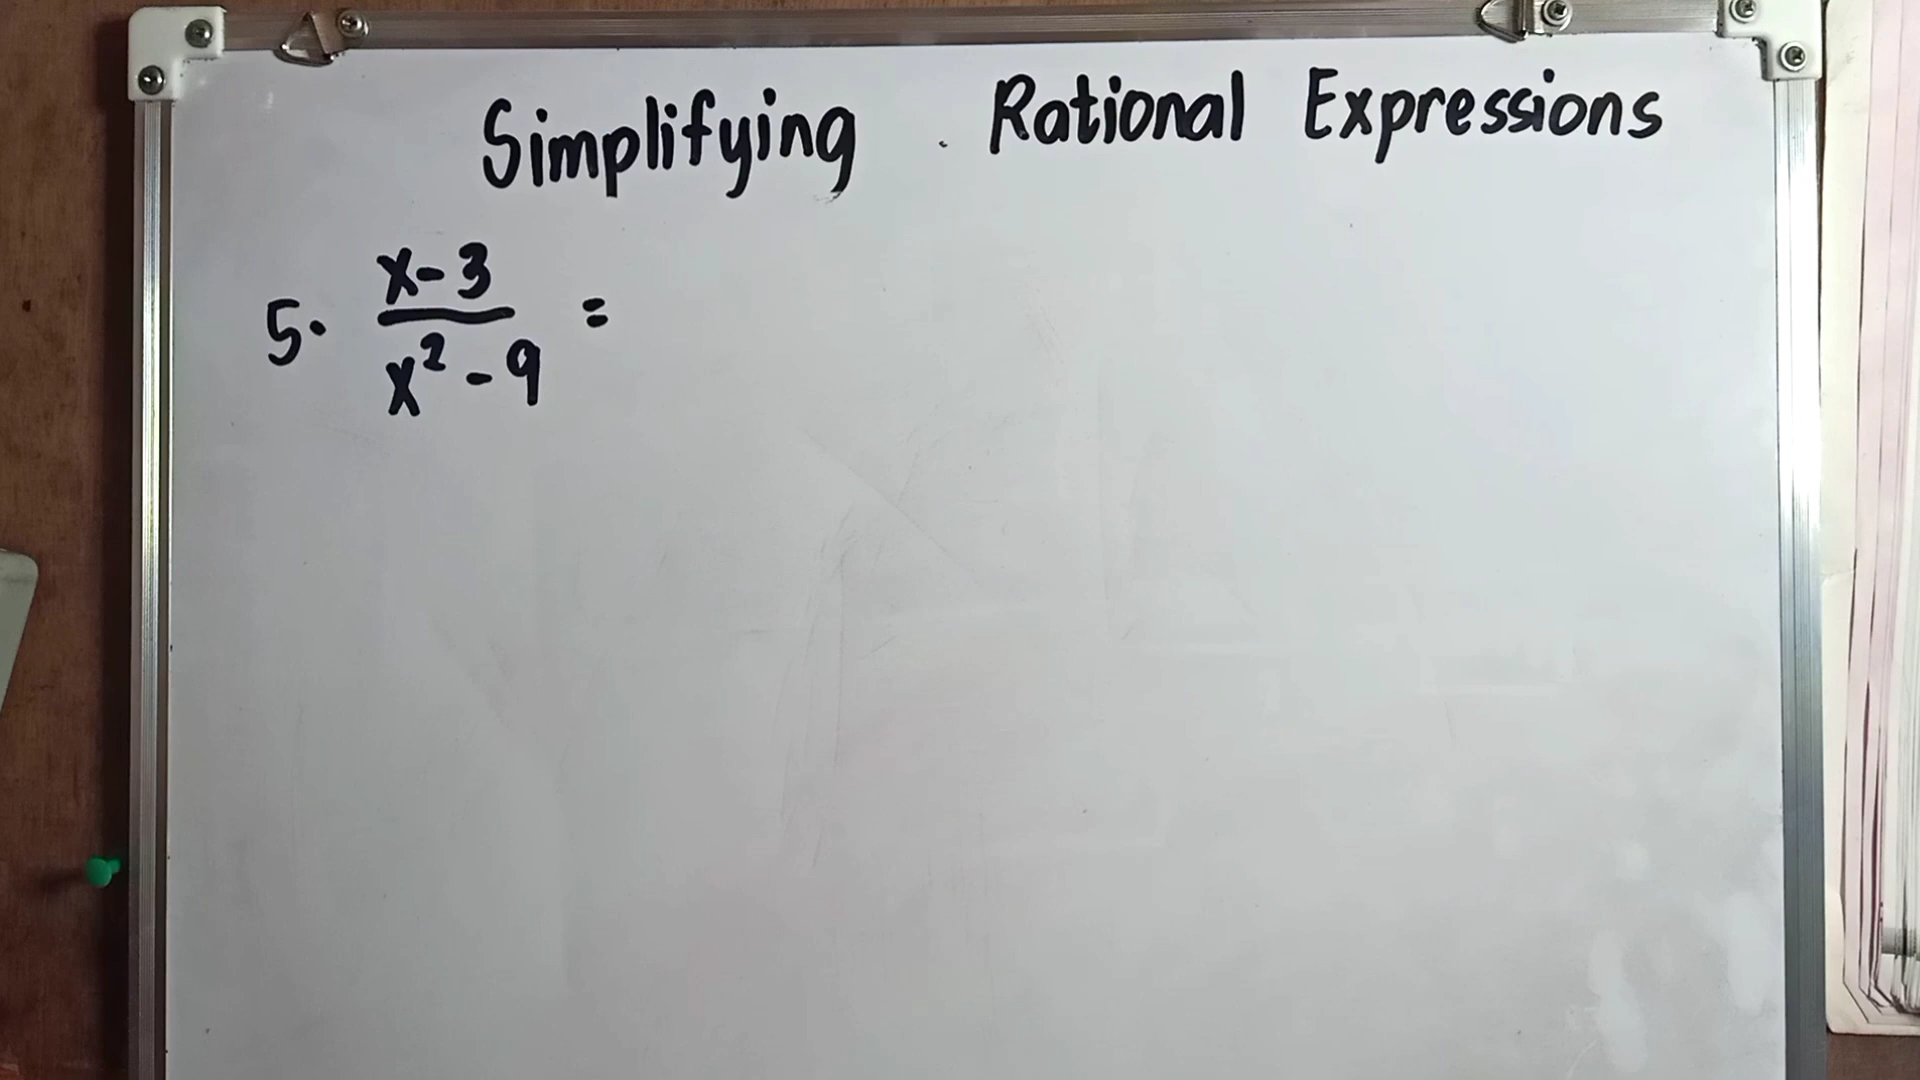 Simplifying Rational Expressions
5. x-3 / x² - 9 =